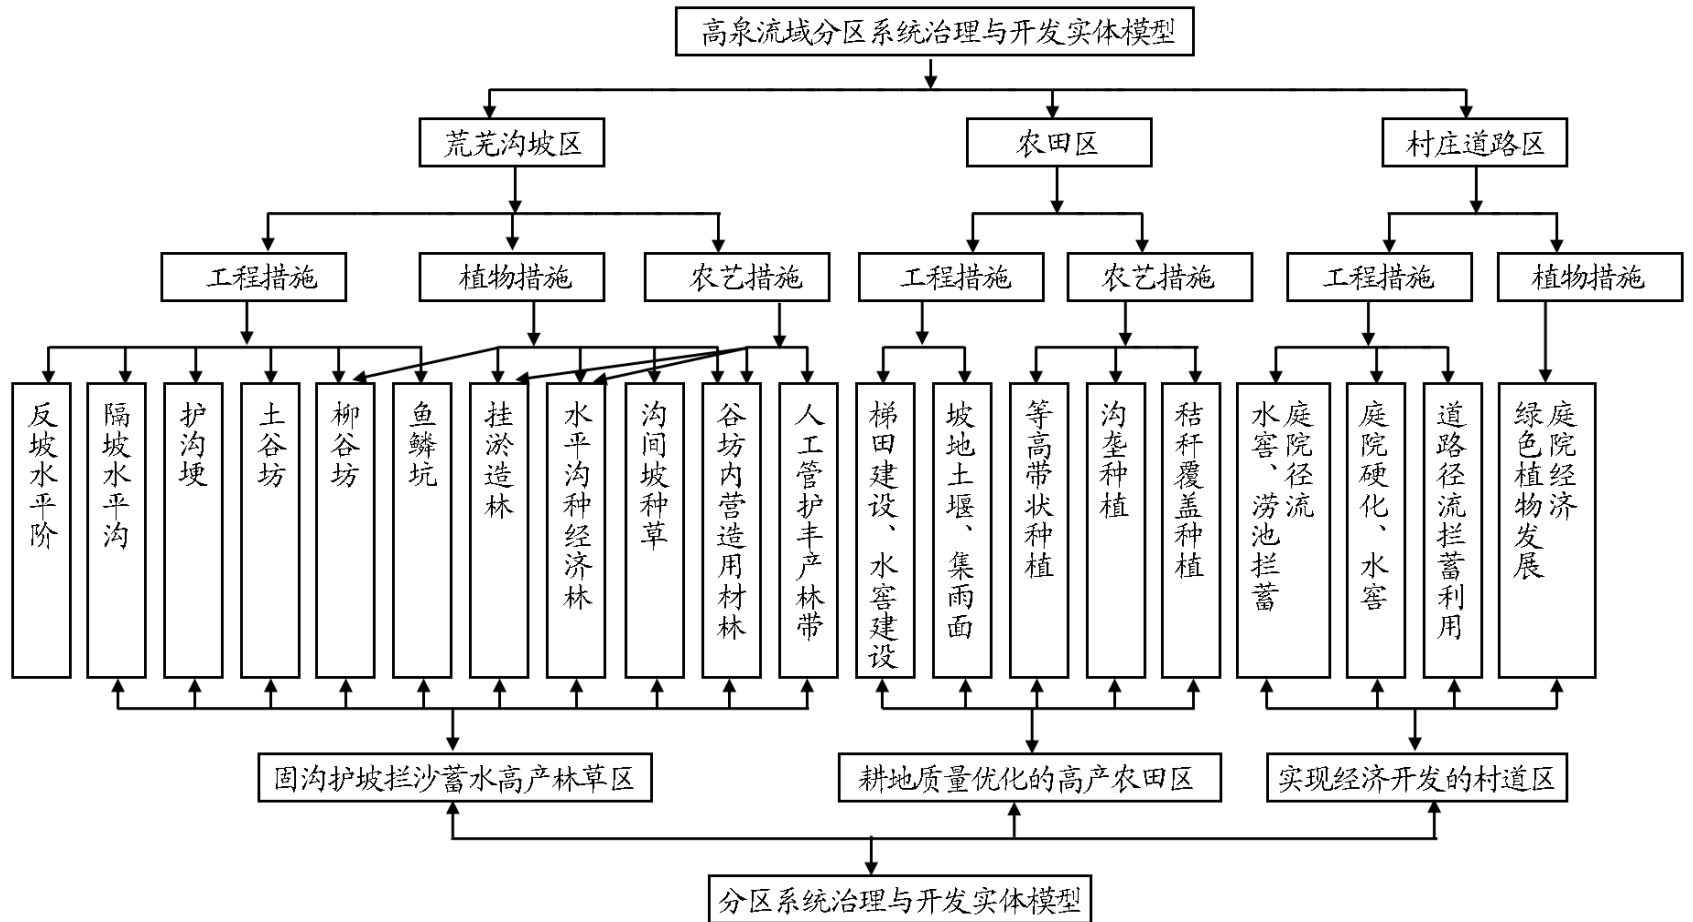 高泉流域分区系统治理与开发实体模型
荒芜沟坡区
农田区
村庄道路区
工程措施
植物措施
农艺措施
工程措施
农艺措施
工程措施
植物措施
反坡水平阶
隔坡水平沟
护沟埂
土谷坊
柳谷坊
鱼鳞坑
挂淤造林
水平沟种经济林
沟间坡种草
谷坊内营造用材林
人工管护丰产林带
梯田建设、水窖建设
坡地土堰、集雨面
等高带状种植
沟垄种植
秸秆覆盖种植
庭院径流
水窖、涝池拦蓄
庭院硬化、水窖
道路径流拦蓄利用
庭院经济
绿色植物发展
固沟护坡拦沙蓄水高产林草区
耕地质量优化的高产农田区
实现经济开发的村道区
分区系统治理与开发实体模型